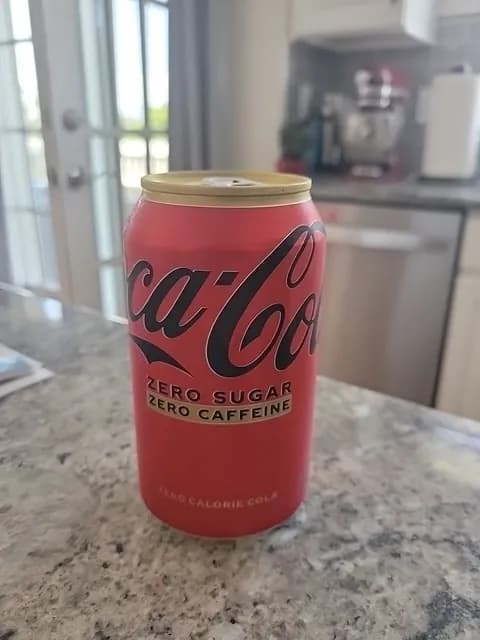 ca-Co
ZERO SUGAR
ZERO CAFFEINE
ZERO CALORIE COLA